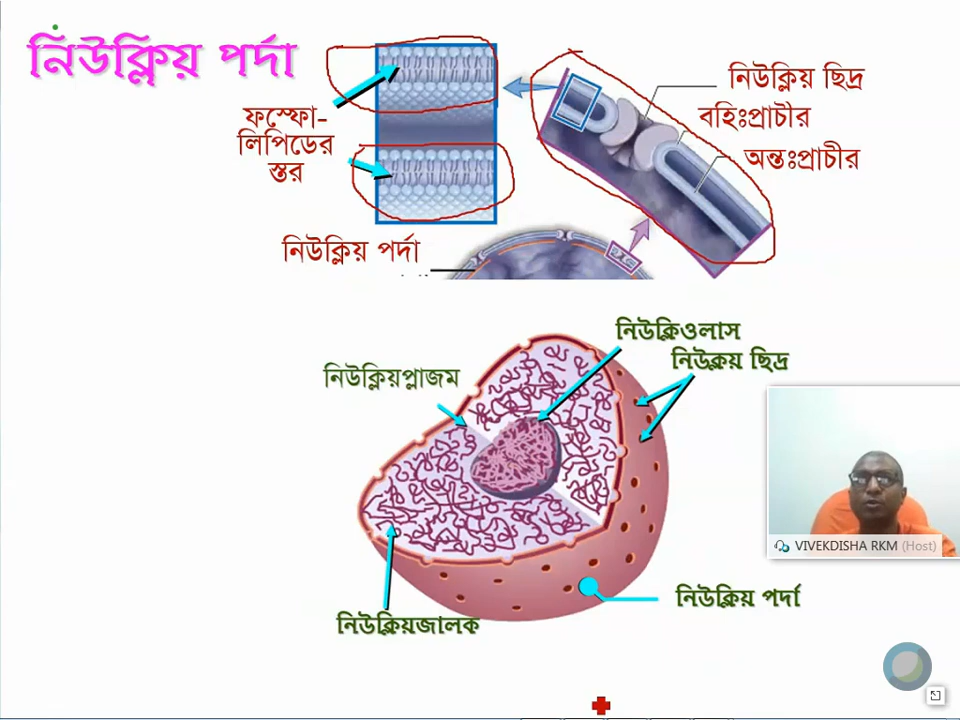 নিউক্লিয় পর্দা
ফস্ফো-
লিপিডের
স্তর
নিউক্লিয় ছিদ্র
বহিঃপ্রাচীর
অন্তঃপ্রাচীর
নিউক্লিয় পর্দা
নিউক্লিওলাস
নিউক্লয় ছিদ্র
নিউক্লিয়প্লাজম
VIVEKDISHA RKM (Host)
নিউক্লিয় পর্দা
নিউক্লিয়জালক